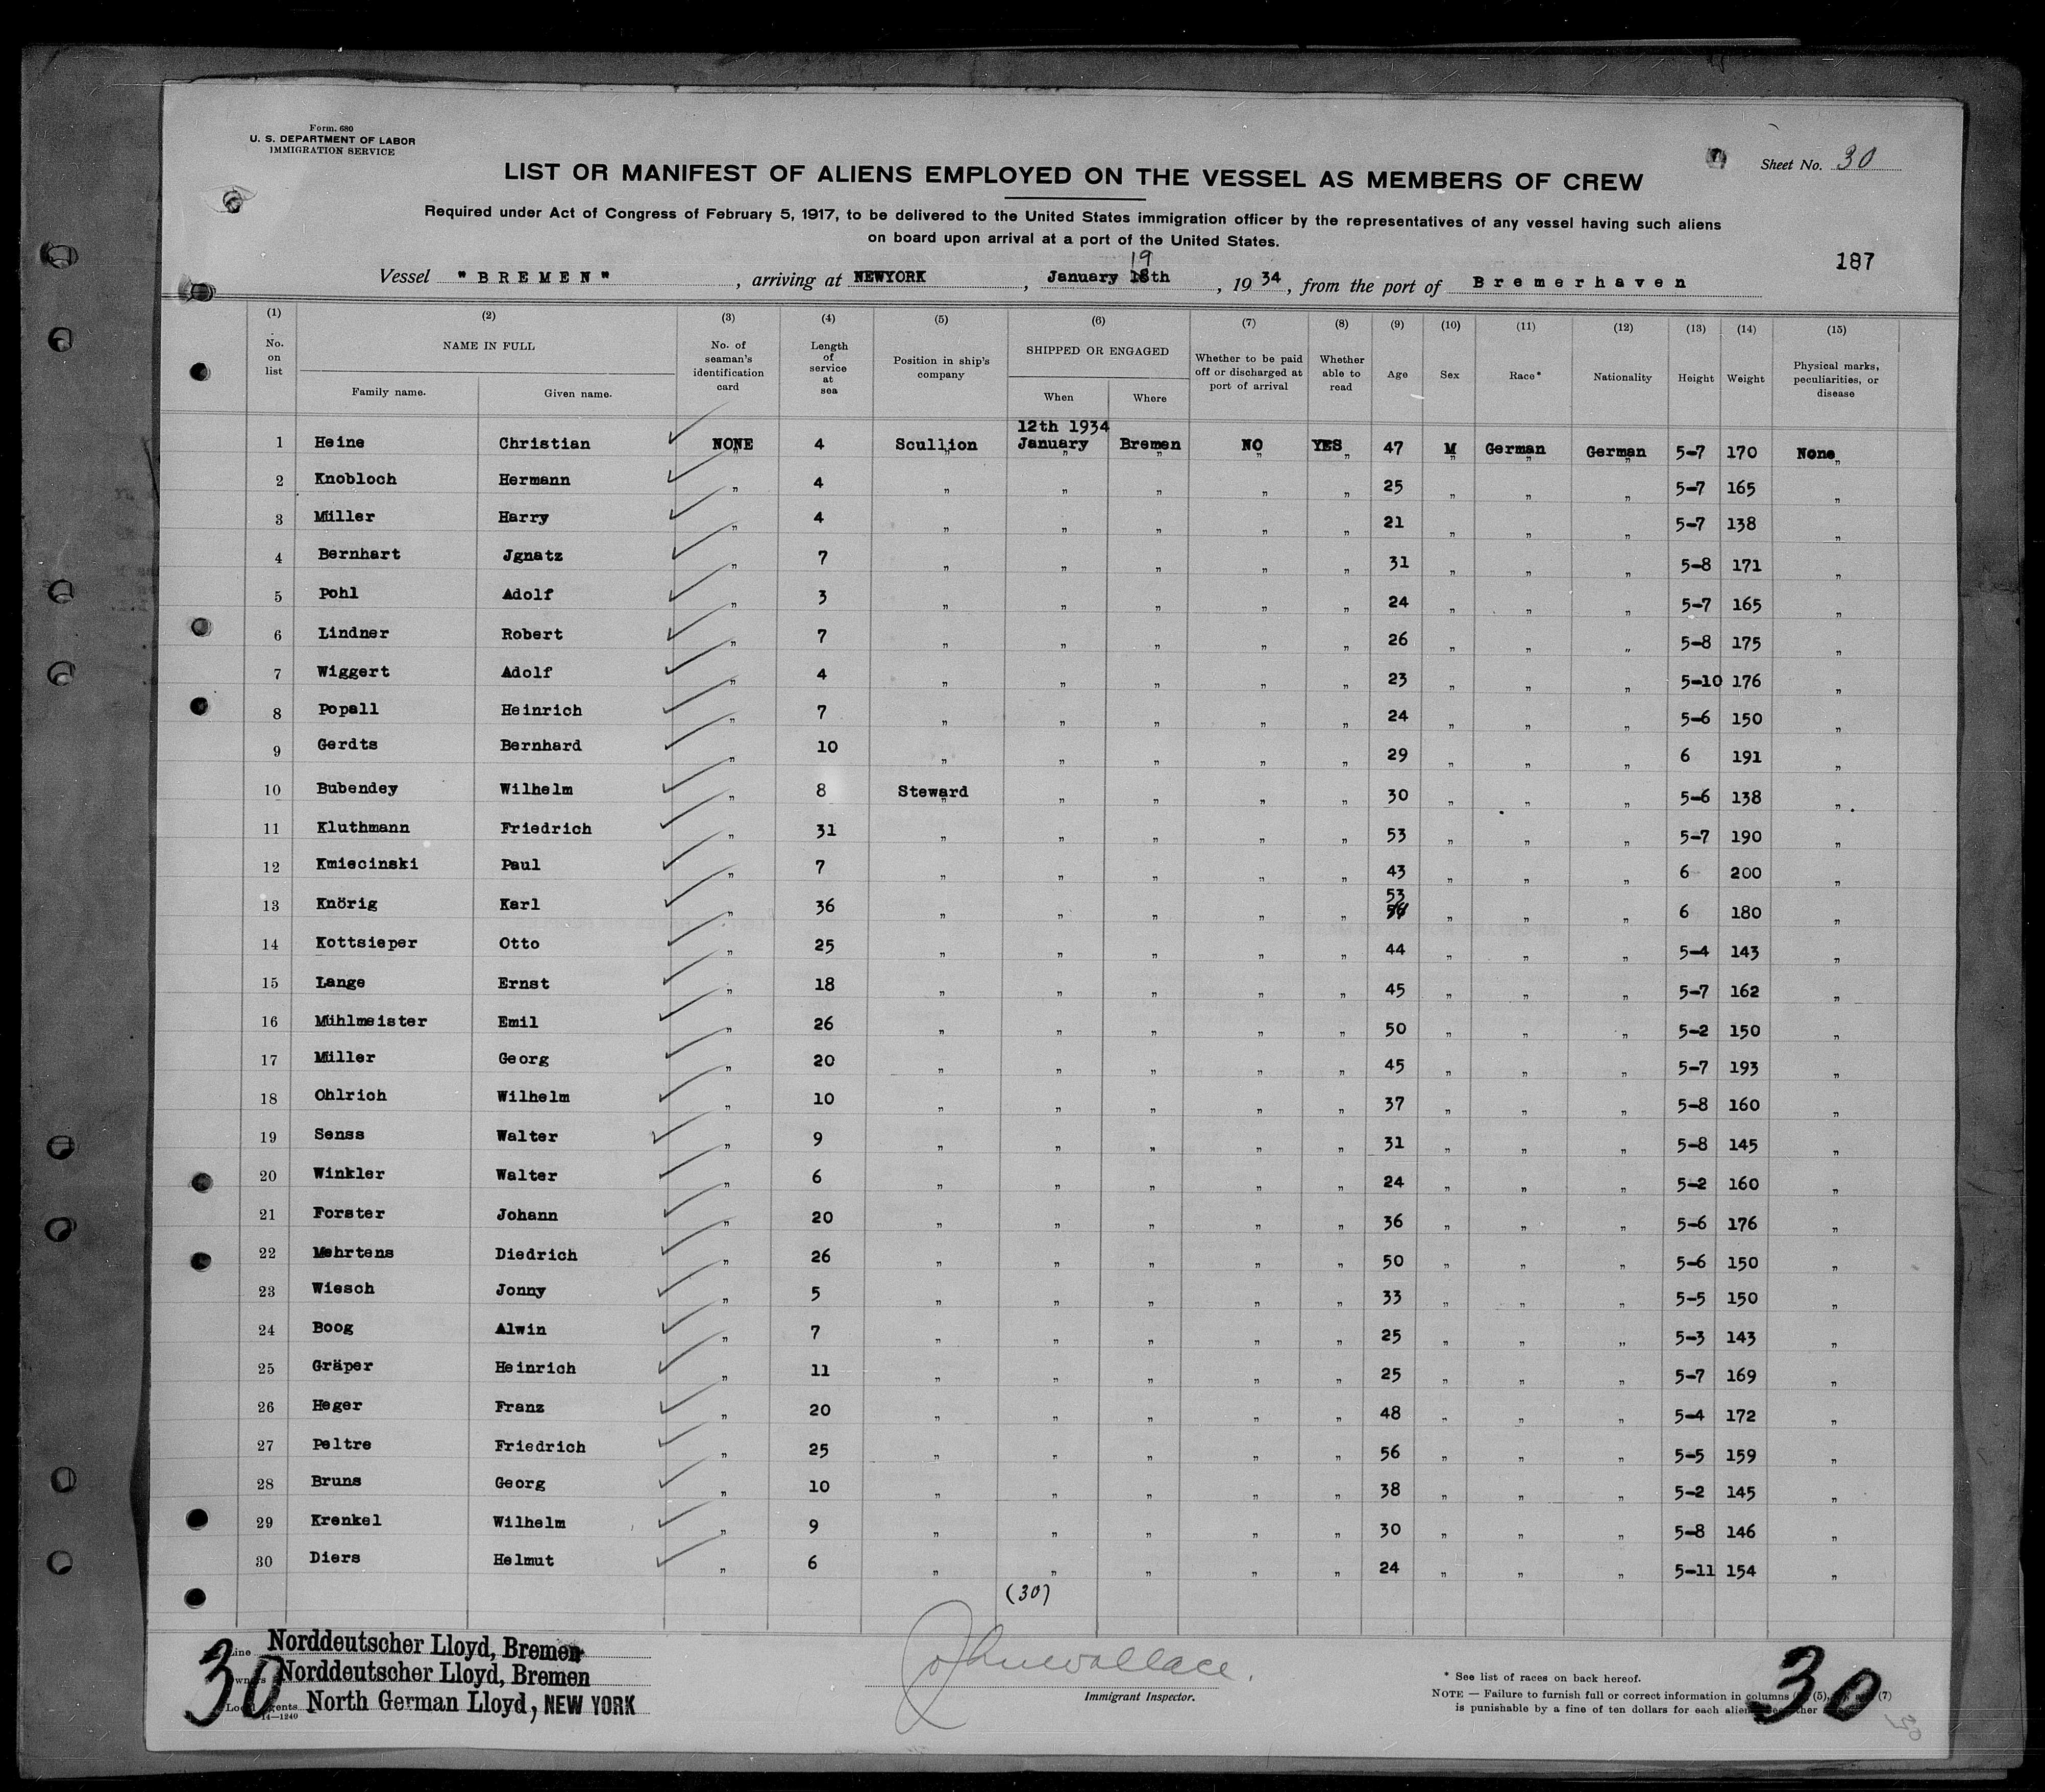 Form. 680
U. S. DEPARTMENT OF LABOR
IMMIGRATION SERVICE
Sheet No. 30
LIST OR MANIFEST OF ALIENS EMPLOYED ON THE VESSEL AS MEMBERS OF CREW
Required under Act of Congress of February 5, 1917, to be delivered to the United States immigration officer by the representatives of any vessel having such aliens
on board upon arrival at a port of the United States.
187
19
Vessel "BREMEN", arriving at NEWYORK, January 18th, 1934, from the port of Bremerhaven
(1) (2) (3) (4) (5) (6) (7) (8) (9) (10) (11) (12) (13) (14) (15)
No. on list NAME IN FULL Family name. Given name. No. of seaman's identification card Length of service at sea Position in ship's company SHIPPED OR ENGAGED When Where Whether to be paid off or discharged at port of arrival Whether able to read Age Sex Race* Nationality Height Weight Physical marks, peculiarities, or disease
12th 1934
1 Heine Christian NONE 4 Scullion January Bremen NO YES 47 M German German 5-7 170 None
2 Knobloch Hermann " 4 " " " " " 25 " " " 5-7 165 "
3 Müller Harry " 4 " " " " " 21 " " " 5-7 138 "
4 Bernhart Jgnatz " 7 " " " " " 31 " " " 5-8 171 "
5 Pohl Adolf " 3 " " " " " 24 " " " 5-7 165 "
6 Lindner Robert " 7 " " " " " 26 " " " 5-8 175 "
7 Wiggert Adolf " 4 " " " " " 23 " " " 5-10 176 "
8 Popall Heinrich " 7 " " " " " 24 " " " 5-6 150 "
9 Gerdts Bernhard " 10 " " " " " 29 " " " 6 191 "
10 Bubendey Wilhelm " 8 Steward " " " " 30 " " " 5-6 138 "
11 Kluthmann Friedrich " 31 " " " " " 53 " " " 5-7 190 "
12 Kmiecinski Paul " 7 " " " " " 43 " " " 6 200 "
53
13 Knörig Karl " 36 " " " " " " " " 6 180 "
14 Kottsieper Otto " 25 " " " " " 44 " " " 5-4 143 "
15 Lange Ernst " 18 " " " " " 45 " " " 5-7 162 "
16 Mühlmeister Emil " 26 " " " " " 50 " " " 5-2 150 "
17 Müller Georg " 20 " " " " " 45 " " " 5-7 193 "
18 Ohlrich Wilhelm " 10 " " " " " 37 " " " 5-8 160 "
19 Senss Walter " 9 " " " " " 31 " " " 5-8 145 "
20 Winkler Walter " 6 " " " " " 24 " " " 5-2 160 "
21 Forster Johann " 20 " " " " " 36 " " " 5-6 176 "
22 Mehrtens Diedrich " 26 " " " " " 50 " " " 5-6 150 "
23 Wiesch Jonny " 5 " " " " " 33 " " " 5-5 150 "
24 Boog Alwin " 7 " " " " " 25 " " " 5-3 143 "
25 Gräper Heinrich " 11 " " " " " 25 " " " 5-7 169 "
26 Heger Franz " 20 " " " " " 48 " " " 5-4 172 "
27 Peltre Friedrich " 25 " " " " " 56 " " " 5-5 159 "
28 Bruns Georg " 10 " " " " " 38 " " " 5-2 145 "
29 Krenkel Wilhelm " 9 " " " " " 30 " " " 5-8 146 "
30 Diers Helmut " 6 " " " " " 24 " " " 5-11 154 "
(30)
Line Norddeutscher Lloyd, Bremen
Owners Norddeutscher Lloyd, Bremen
Local Agents North German Lloyd, NEW YORK
14—1240
30
John Wallace.
Immigrant Inspector.
* See list of races on back hereof.
NOTE — Failure to furnish full or correct information in columns (5), (7)
is punishable by a fine of ten dollars for each alien
30